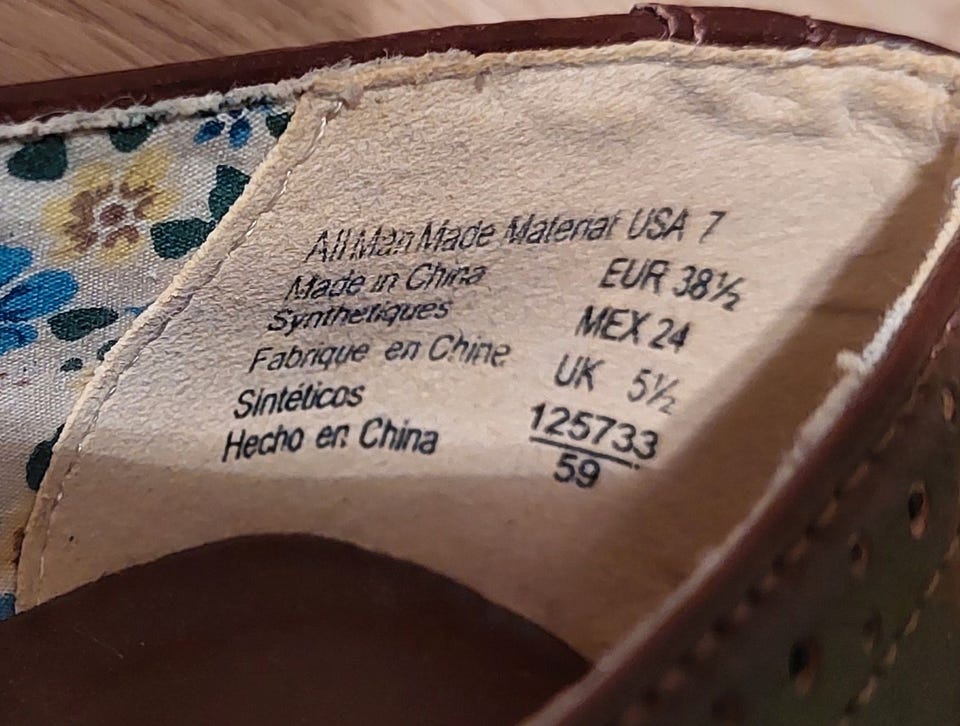 All Man Made Material USA 7
Made in China EUR 38½
Synthetiques MEX 24
Fabrique en Chine UK 5½
Sintéticos 125733
Hecho en China 59